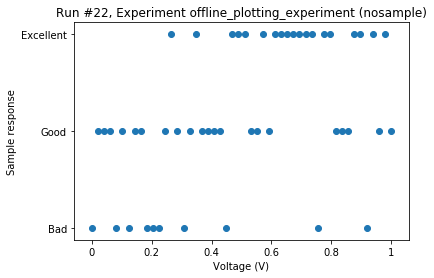 Run #22, Experiment offline_plotting_experiment (nosample)
Excellent
Good
Bad
Sample response
0
0.2
0.4
0.6
0.8
1
Voltage (V)